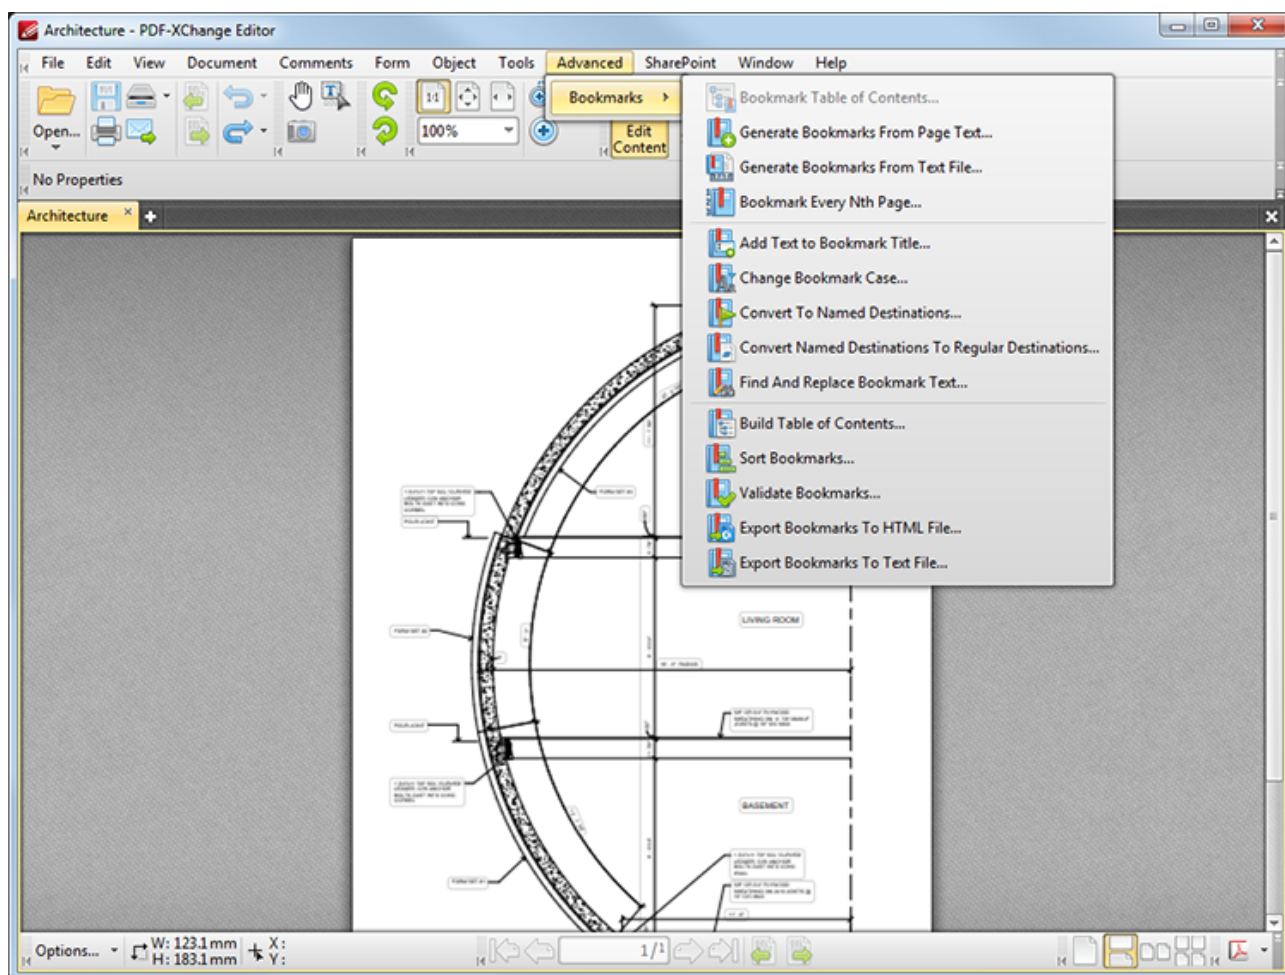 Architecture - PDF-XChange Editor
File Edit View Document Comments Form Object Tools Advanced SharePoint Window Help
Bookmarks
Open...
100%
Edit
Content
No Properties
Architecture
Bookmark Table of Contents...
Generate Bookmarks From Page Text...
Generate Bookmarks From Text File...
Bookmark Every Nth Page...
Add Text to Bookmark Title...
Change Bookmark Case...
Convert To Named Destinations...
Convert Named Destinations To Regular Destinations...
Find And Replace Bookmark Text...
Build Table of Contents...
Sort Bookmarks...
Validate Bookmarks...
Export Bookmarks To HTML File...
Export Bookmarks To Text File...
LIVING ROOM
BASEMENT
Options...
W: 123.1 mm
H: 183.1 mm
X:
Y:
1/1